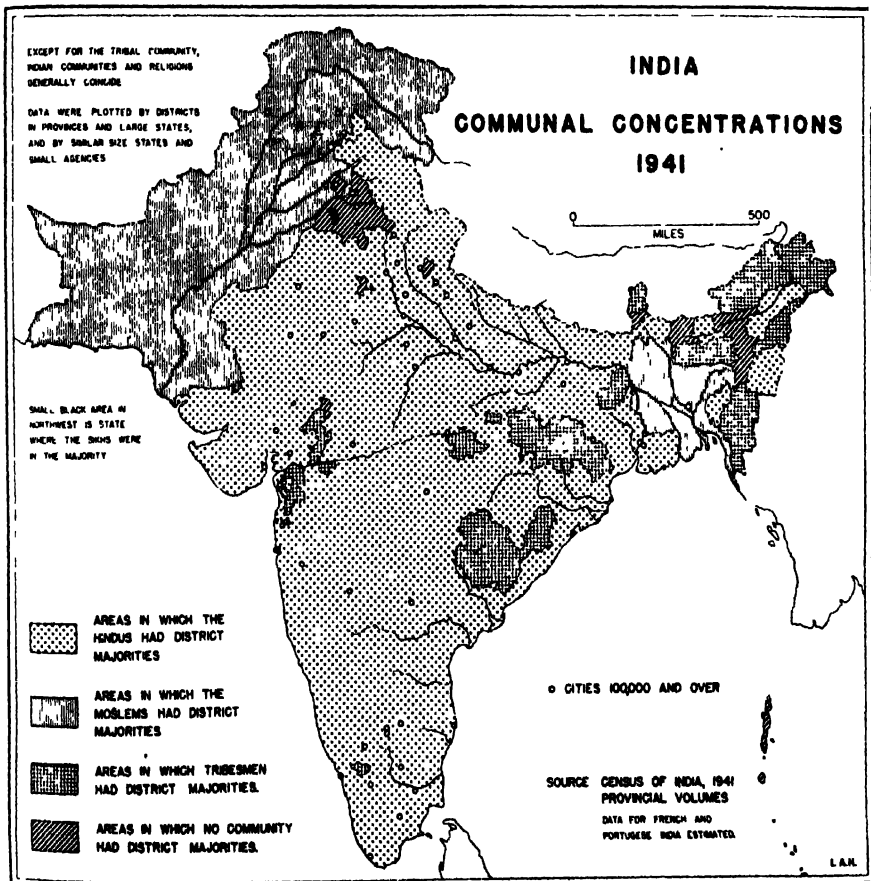 EXCEPT FOR THE TRIBAL COMMUNITY,
INDIAN COMMUNITIES AND RELIGIONS
GENERALLY COINCIDE
DATA WERE PLOTTED BY DISTRICTS
IN PROVINCES AND LARGE STATES,
AND BY SIMILAR SIZE STATES AND
SMALL AGENCIES
INDIA
COMMUNAL CONCENTRATIONS
1941
0 500
MILES
SMALL BLACK AREA IN
NORTHWEST IS STATE
WHERE THE SIKHS WERE
IN THE MAJORITY
AREAS IN WHICH THE
HINDUS HAD DISTRICT
MAJORITIES
AREAS IN WHICH THE
MOSLEMS HAD DISTRICT
MAJORITIES
AREAS IN WHICH TRIBESMEN
HAD DISTRICT MAJORITIES.
AREAS IN WHICH NO COMMUNITY
HAD DISTRICT MAJORITIES.
o CITIES 100,000 AND OVER
SOURCE CENSUS OF INDIA, 1941
PROVINCIAL VOLUMES
DATA FOR FRENCH AND
PORTUGESE INDIA ESTIMATED.
L.A.H.